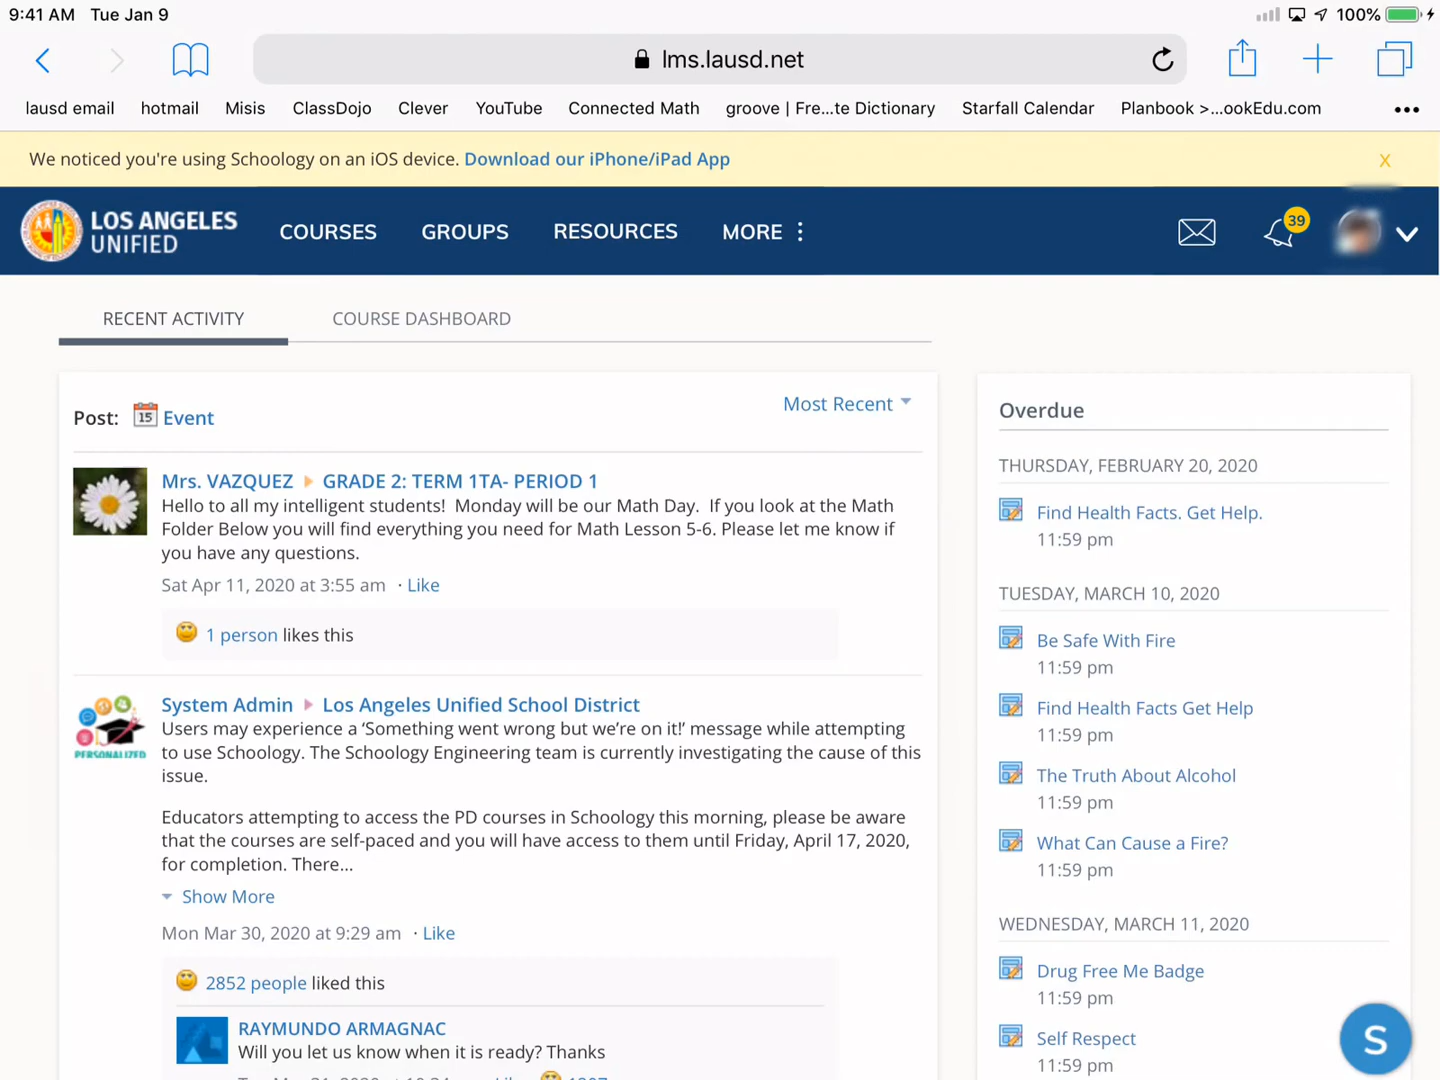 9:41 AM Tue Jan 9
100%
lms.lausd.net
lausd email hotmail Misis ClassDojo Clever YouTube Connected Math groove | Fre...te Dictionary Starfall Calendar Planbook >...ookEdu.com
We noticed you're using Schoology on an iOS device. Download our iPhone/iPad App X
LOS ANGELES
UNIFIED
COURSES GROUPS RESOURCES MORE
39
RECENT ACTIVITY COURSE DASHBOARD
Post: 15 Event
Most Recent
Mrs. VAZQUEZ GRADE 2: TERM 1TA- PERIOD 1
Hello to all my intelligent students! Monday will be our Math Day. If you look at the Math
Folder Below you will find everything you need for Math Lesson 5-6. Please let me know if
you have any questions.
Sat Apr 11, 2020 at 3:55 am · Like
1 person likes this
PERSONALIZED
System Admin Los Angeles Unified School District
Users may experience a ‘Something went wrong but we’re on it!’ message while attempting
to use Schoology. The Schoology Engineering team is currently investigating the cause of this
issue.
Educators attempting to access the PD courses in Schoology this morning, please be aware
that the courses are self-paced and you will have access to them until Friday, April 17, 2020,
for completion. There...
Show More
Mon Mar 30, 2020 at 9:29 am · Like
2852 people liked this
RAYMUNDO ARMAGNAC
Will you let us know when it is ready? Thanks
Overdue
THURSDAY, FEBRUARY 20, 2020
Find Health Facts. Get Help.
11:59 pm
TUESDAY, MARCH 10, 2020
Be Safe With Fire
11:59 pm
Find Health Facts Get Help
11:59 pm
The Truth About Alcohol
11:59 pm
What Can Cause a Fire?
11:59 pm
WEDNESDAY, MARCH 11, 2020
Drug Free Me Badge
11:59 pm
Self Respect
11:59 pm
S